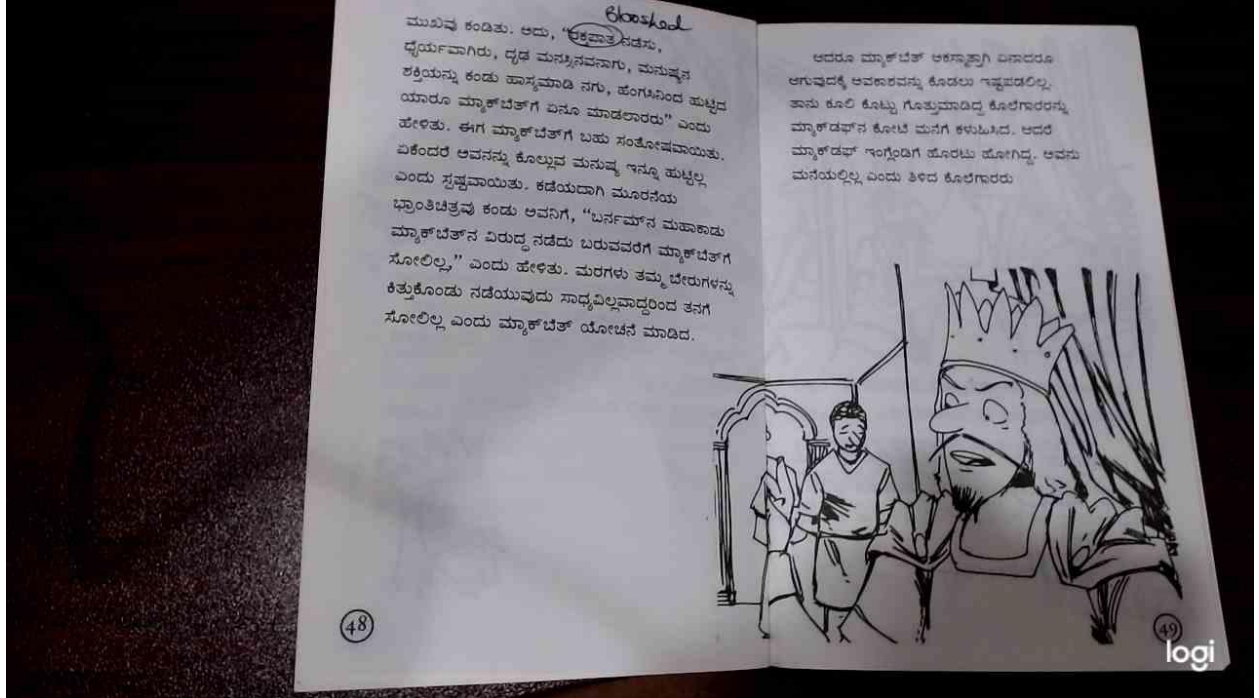 Blooshed
ಮುಖವು ಕಂಡಿತು. ಅದು, "ರಕ್ತಪಾತ ನಡೆಸು,
ಧೈರ್ಯವಾಗಿರು, ದೃಢ ಮನಸ್ಸಿನವನಾಗು, ಮನುಷ್ಯನ
ಶಕ್ತಿಯನ್ನು ಕಂಡು ಹಾಸ್ಯಮಾಡಿ ನಗು, ಹೆಂಗಸಿನಿಂದ ಹುಟ್ಟಿದ
ಯಾರೂ ಮ್ಯಾಕ್‌ಬೆತ್‌ಗೆ ಏನೂ ಮಾಡಲಾರರು" ಎಂದು
ಹೇಳಿತು. ಈಗ ಮ್ಯಾಕ್‌ಬೆತ್‌ಗೆ ಬಹು ಸಂತೋಷವಾಯಿತು.
ಏಕೆಂದರೆ ಅವನನ್ನು ಕೊಲ್ಲುವ ಮನುಷ್ಯ ಇನ್ನೂ ಹುಟ್ಟಿಲ್ಲ
ಎಂದು ಸ್ಪಷ್ಟವಾಯಿತು. ಕಡೆಯದಾಗಿ ಮೂರನೆಯ
ಭ್ರಾಂತಿಚಿತ್ರವು ಕಂಡು ಅವನಿಗೆ, "ಬರ್ನಮ್‌ನ ಮಹಾಕಾಡು
ಮ್ಯಾಕ್‌ಬೆತ್‌ನ ವಿರುದ್ಧ ನಡೆದು ಬರುವವರೆಗೆ ಮ್ಯಾಕ್‌ಬೆತ್‌ಗೆ
ಸೋಲಿಲ್ಲ," ಎಂದು ಹೇಳಿತು. ಮರಗಳು ತಮ್ಮ ಬೇರುಗಳನ್ನು
ಕಿತ್ತುಕೊಂಡು ನಡೆಯುವುದು ಸಾಧ್ಯವಿಲ್ಲವಾದ್ದರಿಂದ ತನಗೆ
ಸೋಲಿಲ್ಲ ಎಂದು ಮ್ಯಾಕ್‌ಬೆತ್ ಯೋಚನೆ ಮಾಡಿದ.
48
ಆದರೂ ಮ್ಯಾಕ್‌ಬೆತ್ ಆಕಸ್ಮಾತ್ತಾಗಿ ಏನಾದರೂ
ಆಗುವುದಕ್ಕೆ ಅವಕಾಶವನ್ನು ಕೊಡಲು ಇಷ್ಟಪಡಲಿಲ್ಲ.
ತಾನು ಕೂಲಿ ಕೊಟ್ಟು ಗೊತ್ತುಮಾಡಿದ್ದ ಕೊಲೆಗಾರರನ್ನು
ಮ್ಯಾಕ್‌ಡಫ್‌ನ ಕೋಟೆ ಮನೆಗೆ ಕಳುಹಿಸಿದ. ಆದರೆ
ಮ್ಯಾಕ್‌ಡಫ್ ಇಂಗ್ಲೆಂಡಿಗೆ ಹೊರಟು ಹೋಗಿದ್ದ. ಅವನು
ಮನೆಯಲ್ಲಿಲ್ಲ ಎಂದು ತಿಳಿದ ಕೊಲೆಗಾರರು
49
logi